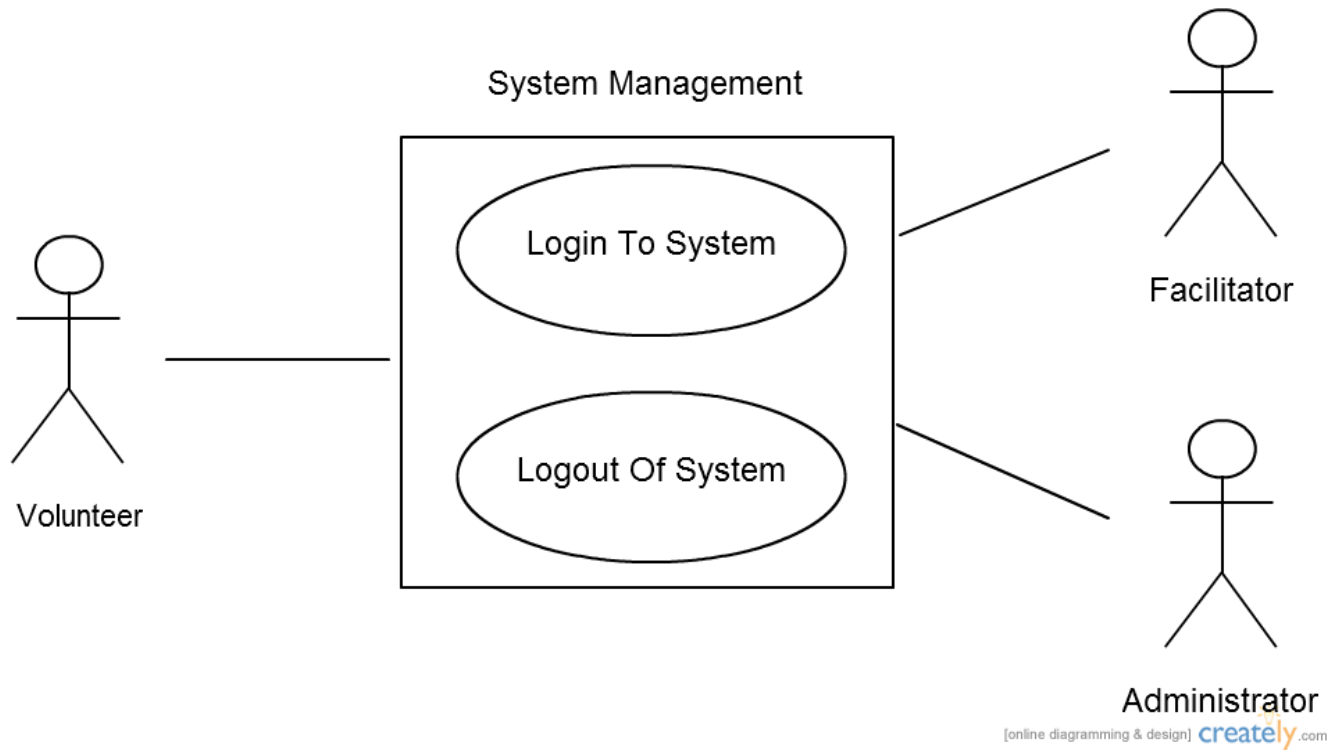 System Management
Login To System
Logout Of System
Volunteer
Facilitator
Administrator
[online diagramming & design] creately.com